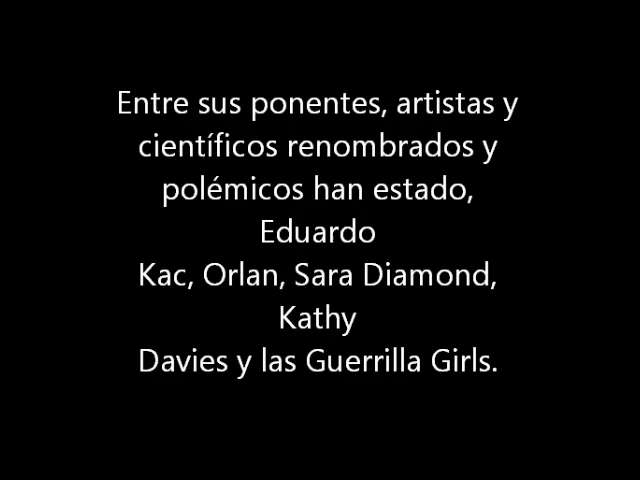 Entre sus ponentes, artistas y
científicos renombrados y
polémicos han estado,
Eduardo
Kac, Orlan, Sara Diamond,
Kathy
Davies y las Guerrilla Girls.